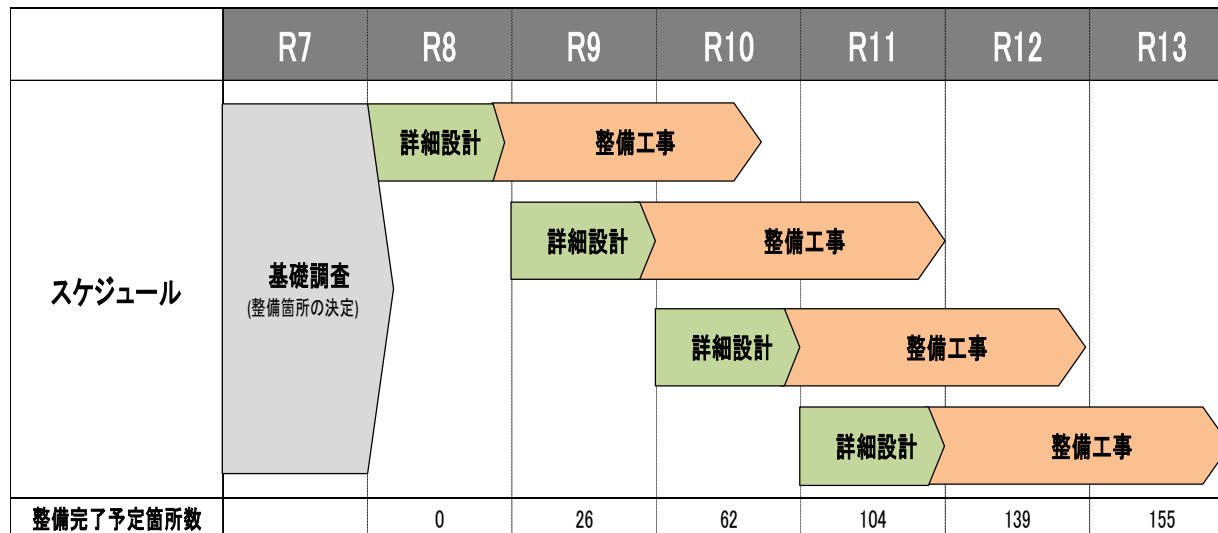 R7 R8 R9 R10 R11 R12 R13
詳細設計 整備工事
詳細設計 整備工事
スケジュール
基礎調査
(整備箇所の決定)
詳細設計 整備工事
詳細設計 整備工事
整備完了予定箇所数 0 26 62 104 139 155